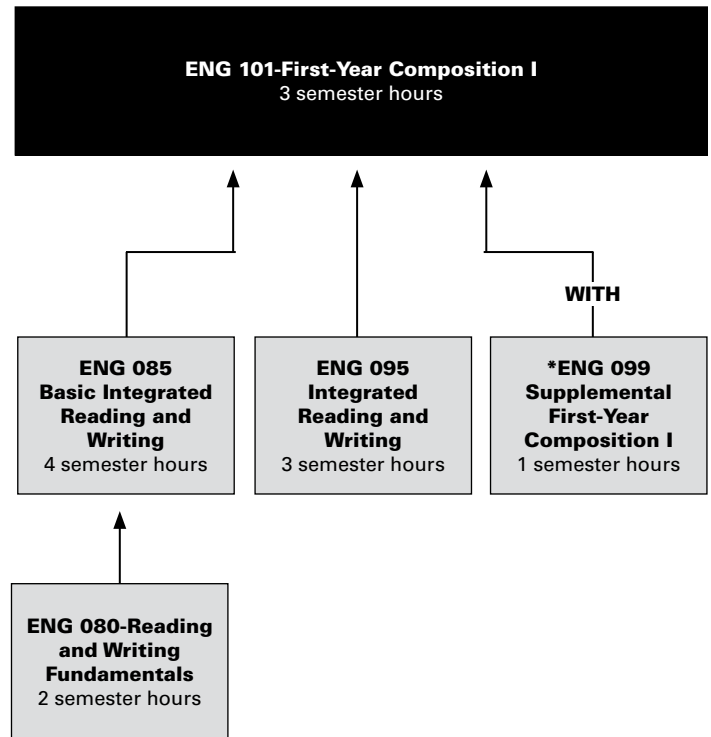 ENG 101-First-Year Composition I
3 semester hours
WITH
ENG 085
Basic Integrated
Reading and
Writing
4 semester hours
ENG 095
Integrated
Reading and
Writing
3 semester hours
*ENG 099
Supplemental
First-Year
Composition I
1 semester hours
ENG 080-Reading
and Writing
Fundamentals
2 semester hours